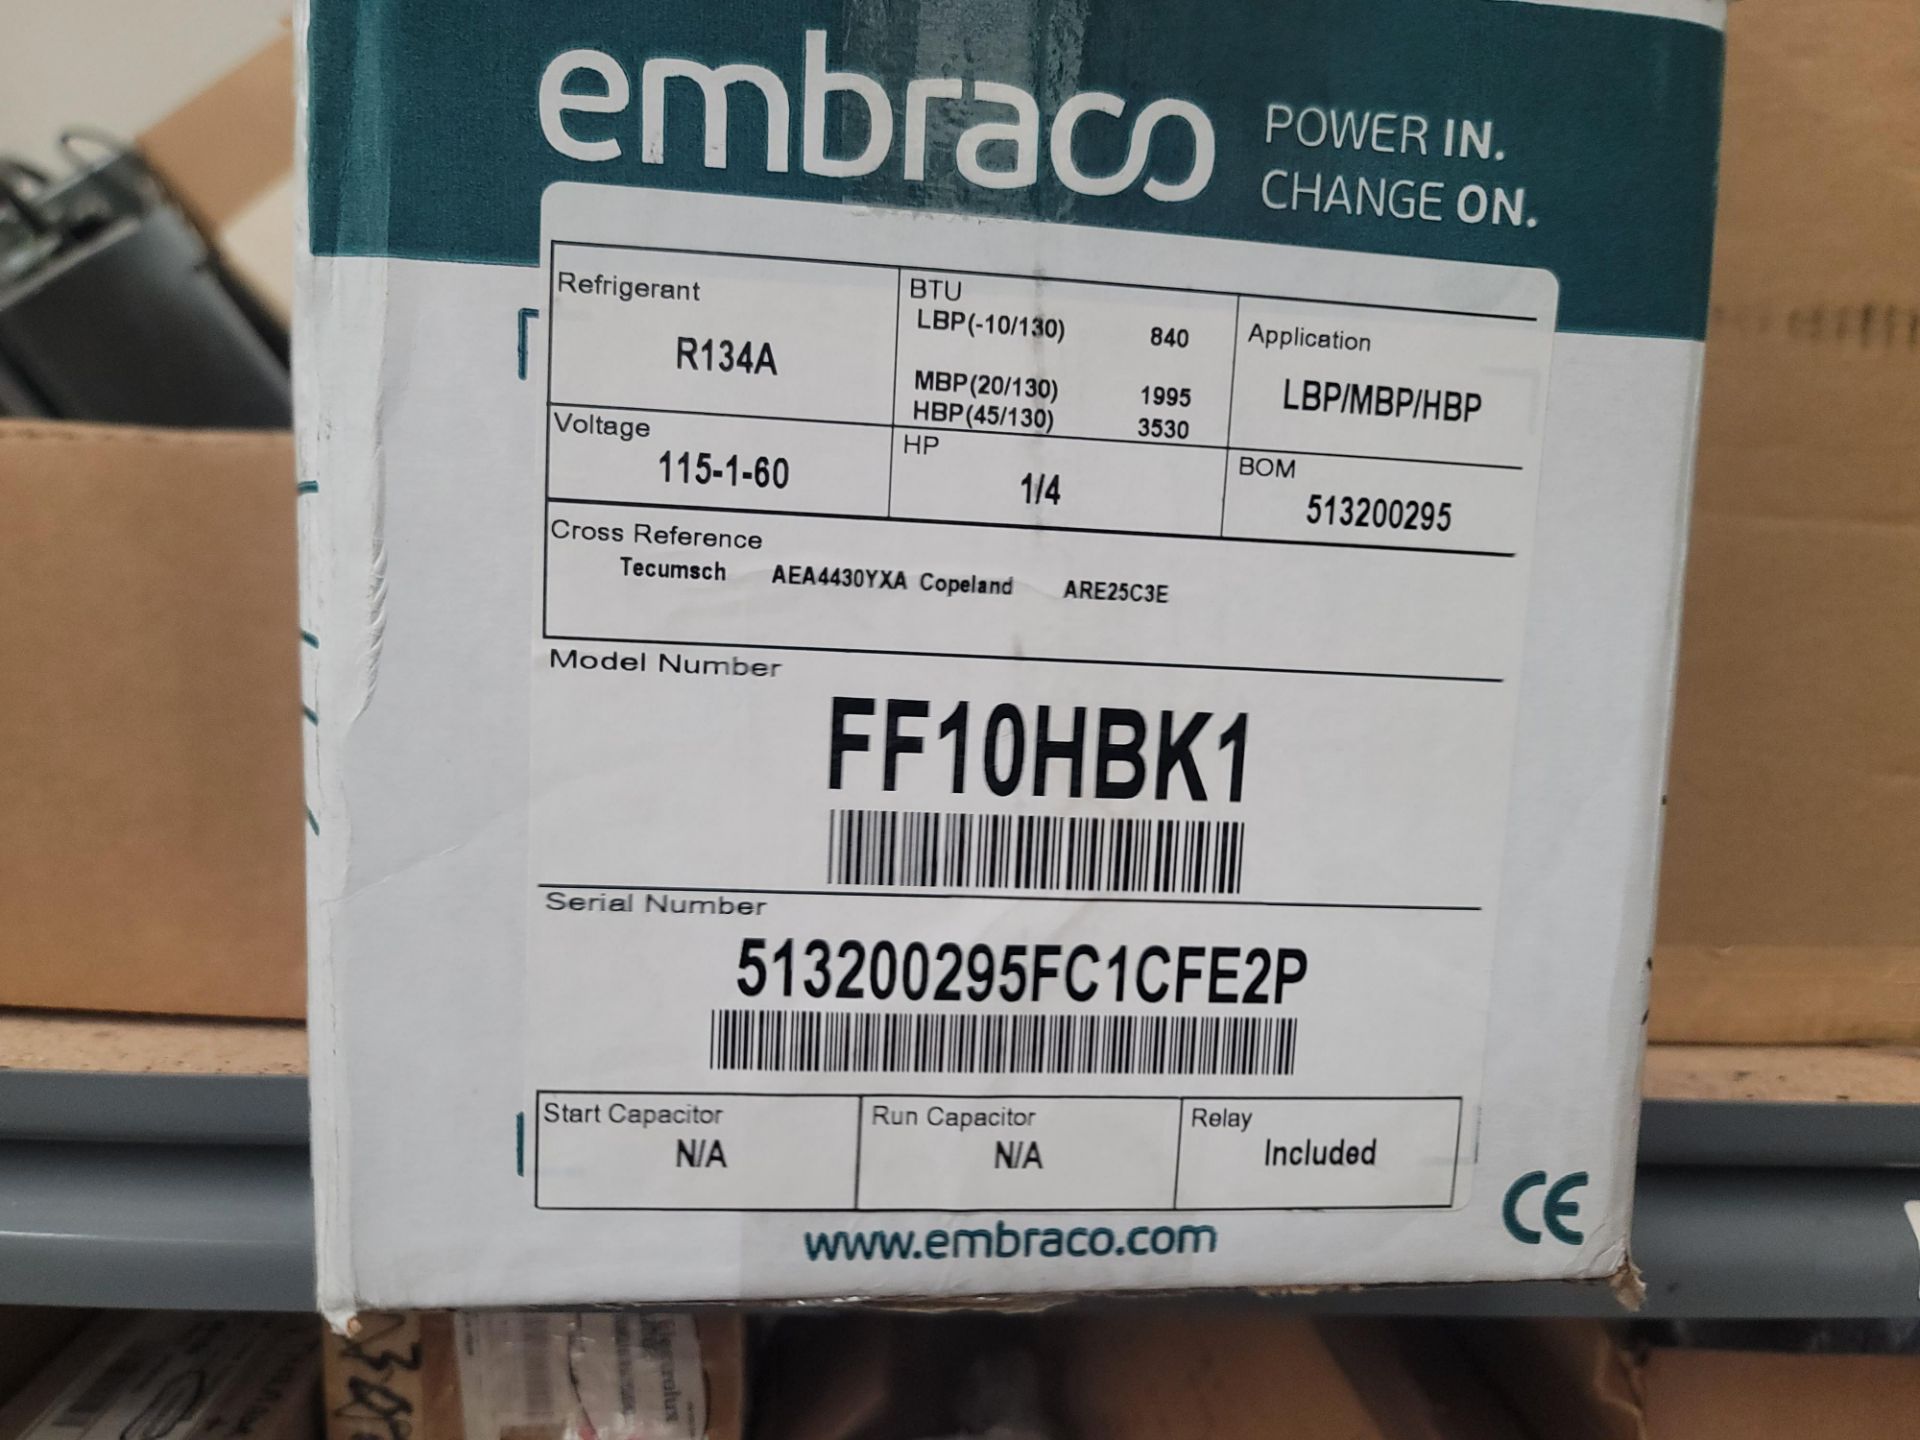 embraco
POWER IN.
CHANGE ON.
Refrigerant
R134A
BTU
LBP(-10/130) 840
MBP(20/130) 1995
HBP(45/130) 3530
Application
LBP/MBP/HBP
Voltage
115-1-60
HP
1/4
BOM
513200295
Cross Reference
Tecumsch AEA4430YXA Copeland ARE25C3E
Model Number
FF10HBK1
Serial Number
513200295FC1CFE2P
Start Capacitor
N/A
Run Capacitor
N/A
Relay
Included
www.embraco.com
CE